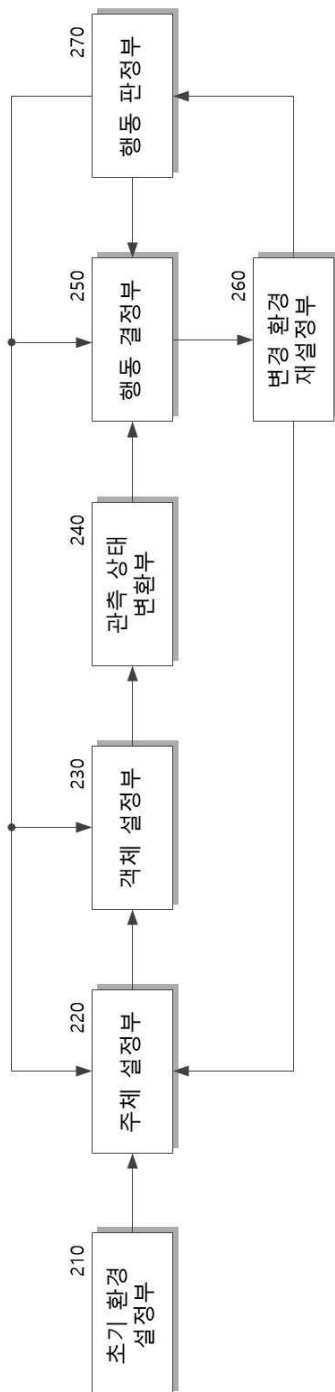 210
초기 환경
설정부
220
주체 설정부
230
객체 설정부
240
관측 상태
변환부
250
행동 결정부
260
변경 환경
재설정부
270
행동 판정부